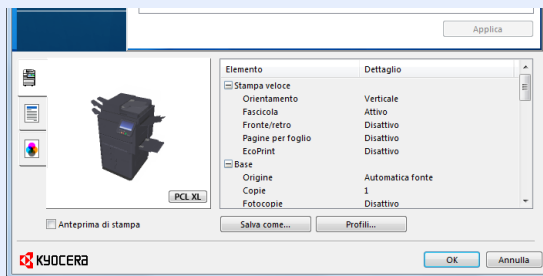 Applica
Elemento Dettaglio
Stampa veloce
Orientamento Verticale
Fascicola Attivo
Fronte/retro Disattivo
Pagine per foglio Disattivo
EcoPrint Disattivo
Base
Origine Automatica fonte
Copie 1
Fotocopie Disattivo
PCL XL
Anteprima di stampa Salva come... Profili...
KYOCERA OK Annulla